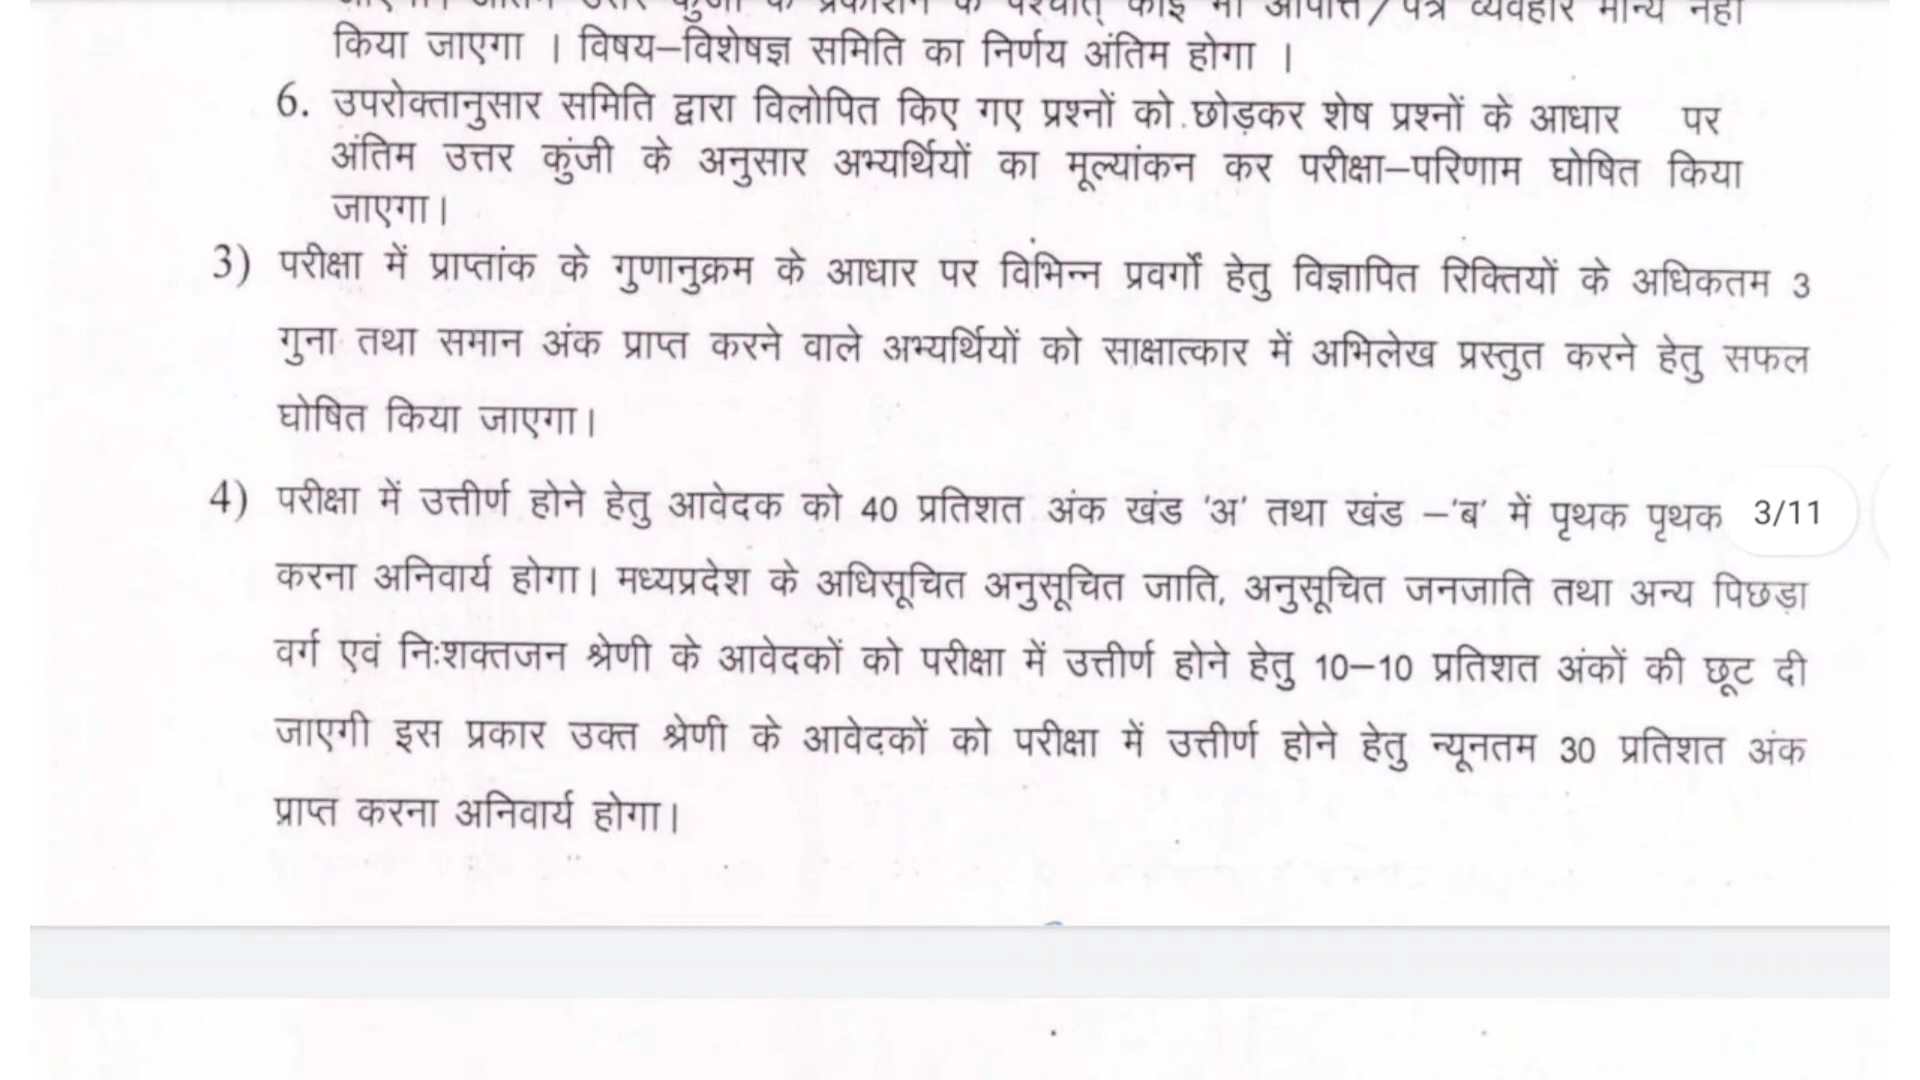 किया जाएगा । विषय–विशेषज्ञ समिति का निर्णय अंतिम होगा ।
6. उपरोक्तानुसार समिति द्वारा विलोपित किए गए प्रश्नों को छोड़कर शेष प्रश्नों के आधार पर
अंतिम उत्तर कुंजी के अनुसार अभ्यर्थियों का मूल्यांकन कर परीक्षा–परिणाम घोषित किया
जाएगा।
3) परीक्षा में प्राप्तांक के गुणानुक्रम के आधार पर विभिन्न प्रवर्गों हेतु विज्ञापित रिक्तियों के अधिकतम 3
गुना तथा समान अंक प्राप्त करने वाले अभ्यर्थियों को साक्षात्कार में अभिलेख प्रस्तुत करने हेतु सफल
घोषित किया जाएगा।
4) परीक्षा में उत्तीर्ण होने हेतु आवेदक को 40 प्रतिशत अंक खंड 'अ' तथा खंड –'ब' में पृथक पृथक 3/11
करना अनिवार्य होगा। मध्यप्रदेश के अधिसूचित अनुसूचित जाति, अनुसूचित जनजाति तथा अन्य पिछड़ा
वर्ग एवं निःशक्तजन श्रेणी के आवेदकों को परीक्षा में उत्तीर्ण होने हेतु 10–10 प्रतिशत अंकों की छूट दी
जाएगी इस प्रकार उक्त श्रेणी के आवेदकों को परीक्षा में उत्तीर्ण होने हेतु न्यूनतम 30 प्रतिशत अंक
प्राप्त करना अनिवार्य होगा।